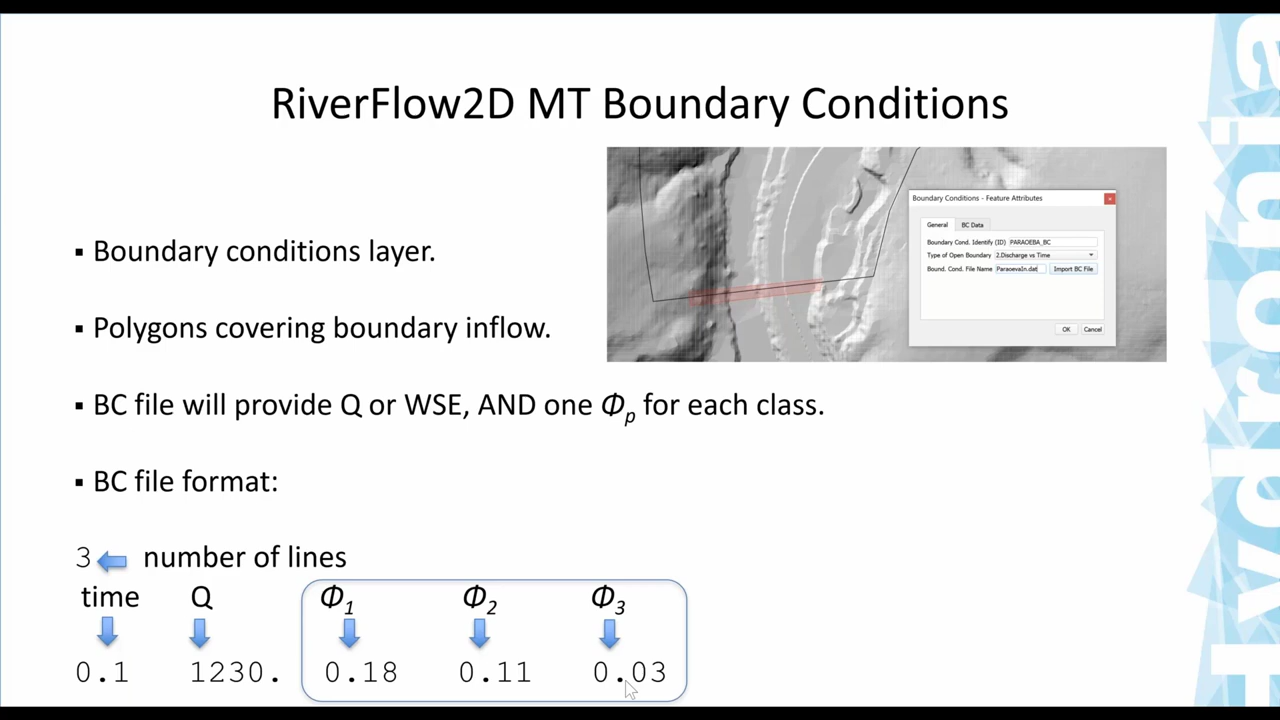 RiverFlow2D MT Boundary Conditions
Boundary Conditions - Feature Attributes
General BC Data
Boundary Cond. Identify (ID) PARAOEBA_BC
Type of Open Boundary 2.Discharge vs Time
Bound. Cond. File Name ParaoevaIn.dat Import BC File
OK Cancel
▪ Boundary conditions layer.
▪ Polygons covering boundary inflow.
▪ BC file will provide Q or WSE, AND one Φp for each class.
▪ BC file format:
3 number of lines
time Q Φ1 Φ2 Φ3
0.1 1230. 0.18 0.11 0.03
Hydronia